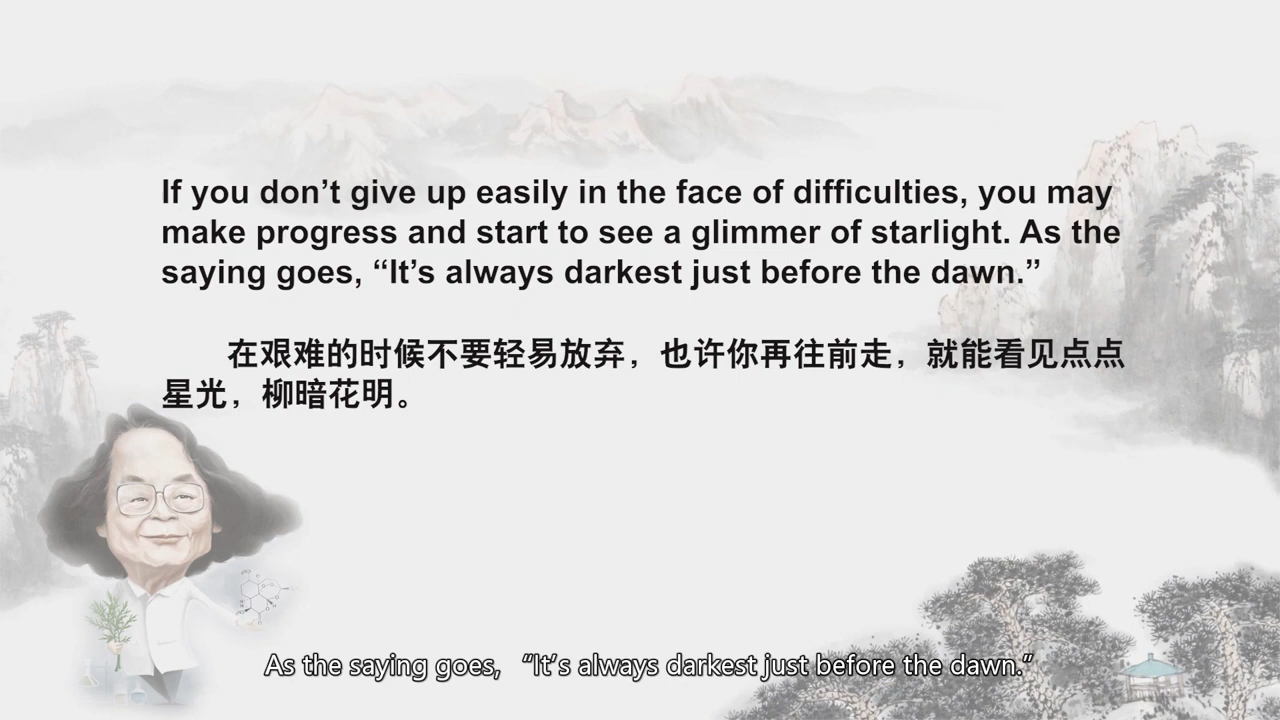 If you don’t give up easily in the face of difficulties, you may
make progress and start to see a glimmer of starlight. As the
saying goes, “It’s always darkest just before the dawn.”
在艰难的时候不要轻易放弃，也许你再往前走，就能看见点点
星光，柳暗花明。
As the saying goes, “It’s always darkest just before the dawn.”